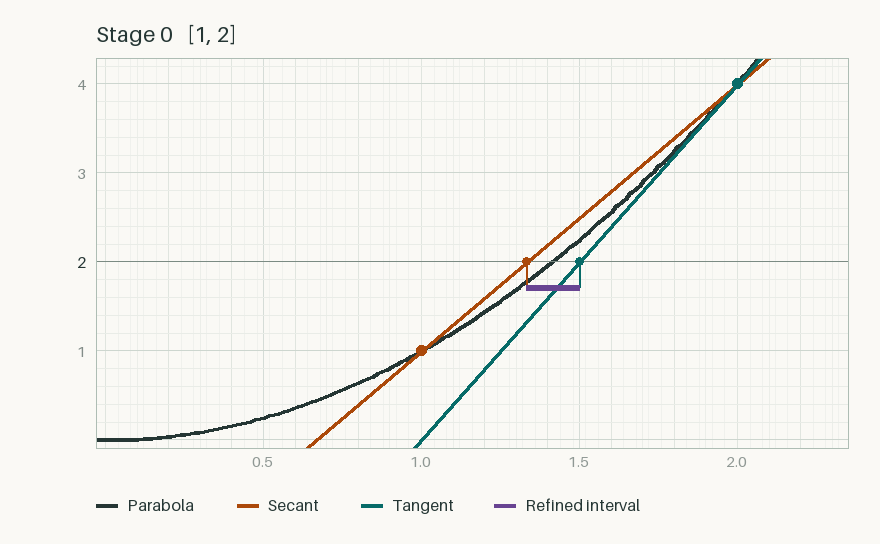 Stage 0 [1, 2]
4
3
2
1
0.5 1.0 1.5 2.0
Parabola Secant Tangent Refined interval